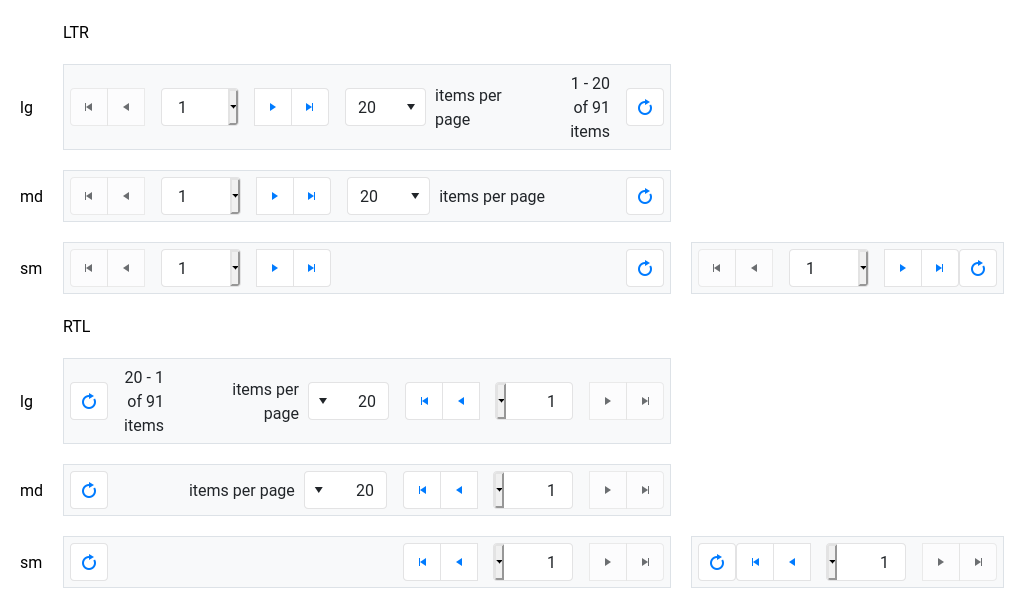 LTR
lg
1
20
items per
page
1 - 20
of 91
items
md
1
20
items per page
sm
1
1
RTL
lg
20 - 1
of 91
items
items per
page
20
1
md
items per page
20
1
sm
1
1